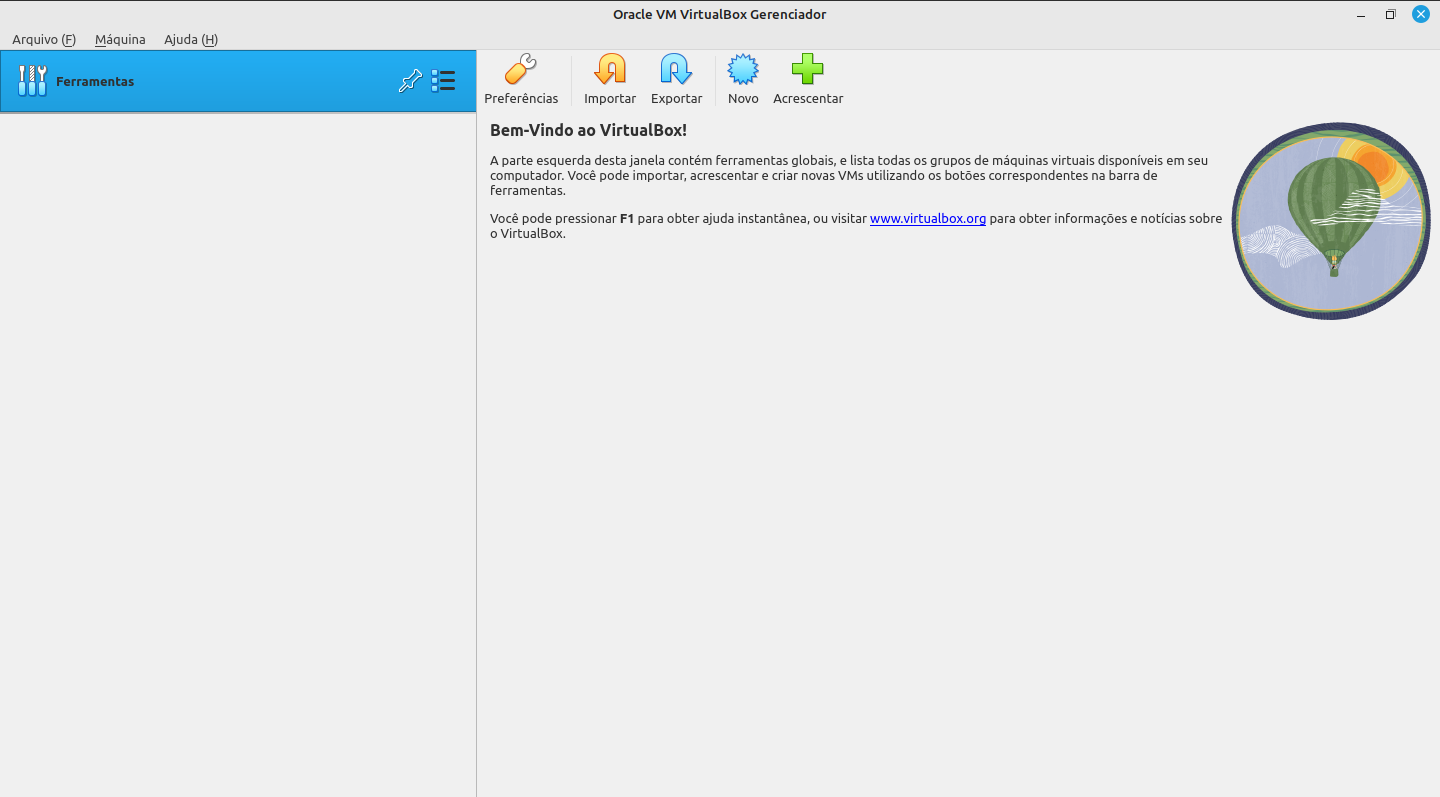 Oracle VM VirtualBox Gerenciador
Arquivo (F) Máquina Ajuda (H)
Ferramentas
Preferências Importar Exportar Novo Acrescentar
Bem-Vindo ao VirtualBox!
A parte esquerda desta janela contém ferramentas globais, e lista todas os grupos de máquinas virtuais disponíveis em seu
computador. Você pode importar, acrescentar e criar novas VMs utilizando os botões correspondentes na barra de
ferramentas.
Você pode pressionar F1 para obter ajuda instantânea, ou visitar www.virtualbox.org para obter informações e notícias sobre
o VirtualBox.